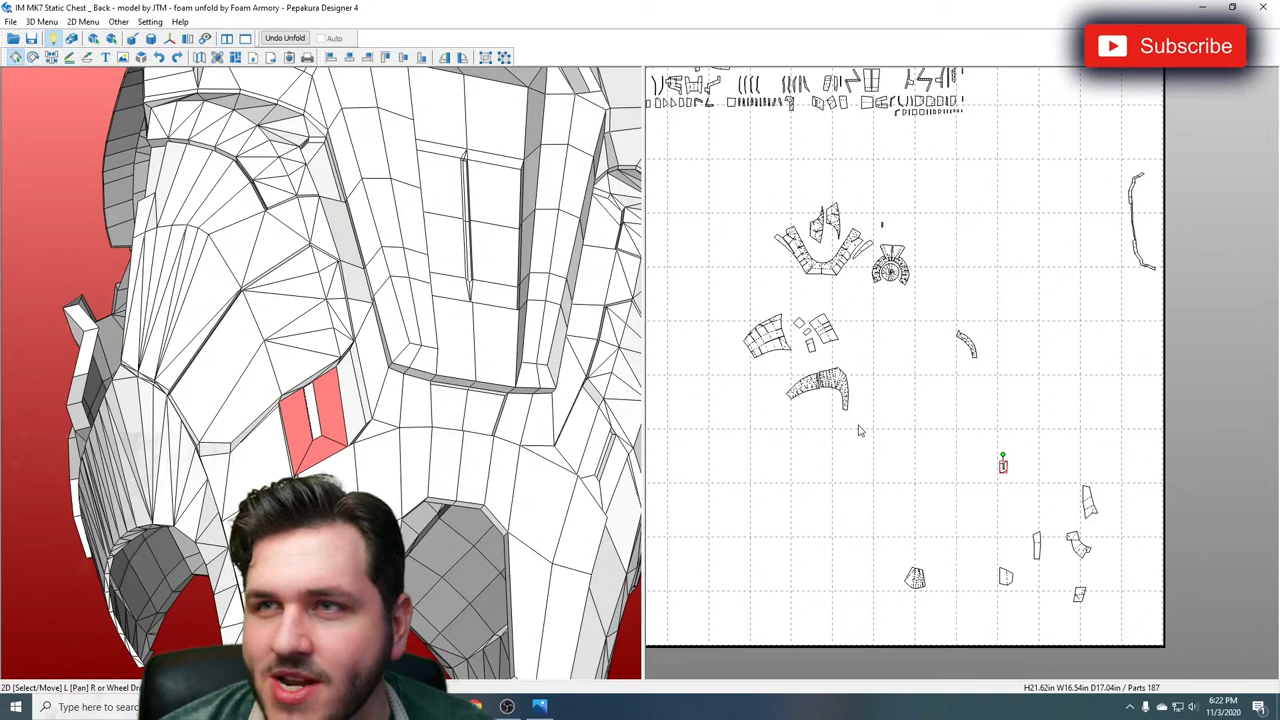 IM MK7 Static Chest _ Back - model by JTM - foam unfold by Foam Armory - Pepakura Designer 4
File 3D Menu 2D Menu Other Setting Help
Undo Unfold Auto
Subscribe
2D [Select/Move] L [Pan] R or Wheel Dra
H21.62in W16.54in D17.04in / Parts 187
Type here to search
6:22 PM
11/3/2020